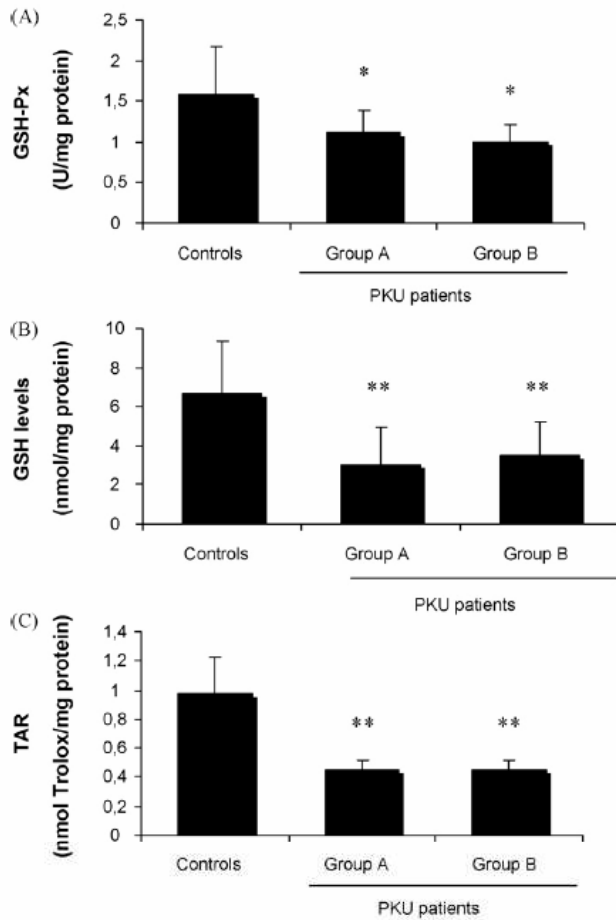 (A)
GSH-Px
(U/mg protein)
2,5
2
1,5
1
0,5
0
*
*
Controls
Group A
Group B
PKU patients
(B)
GSH levels
(nmol/mg protein)
10
8
6
4
2
0
**
**
Controls
Group A
Group B
PKU patients
(C)
TAR
(nmol Trolox/mg protein)
1,4
1,2
1
0,8
0,6
0,4
0,2
0
**
**
Controls
Group A
Group B
PKU patients